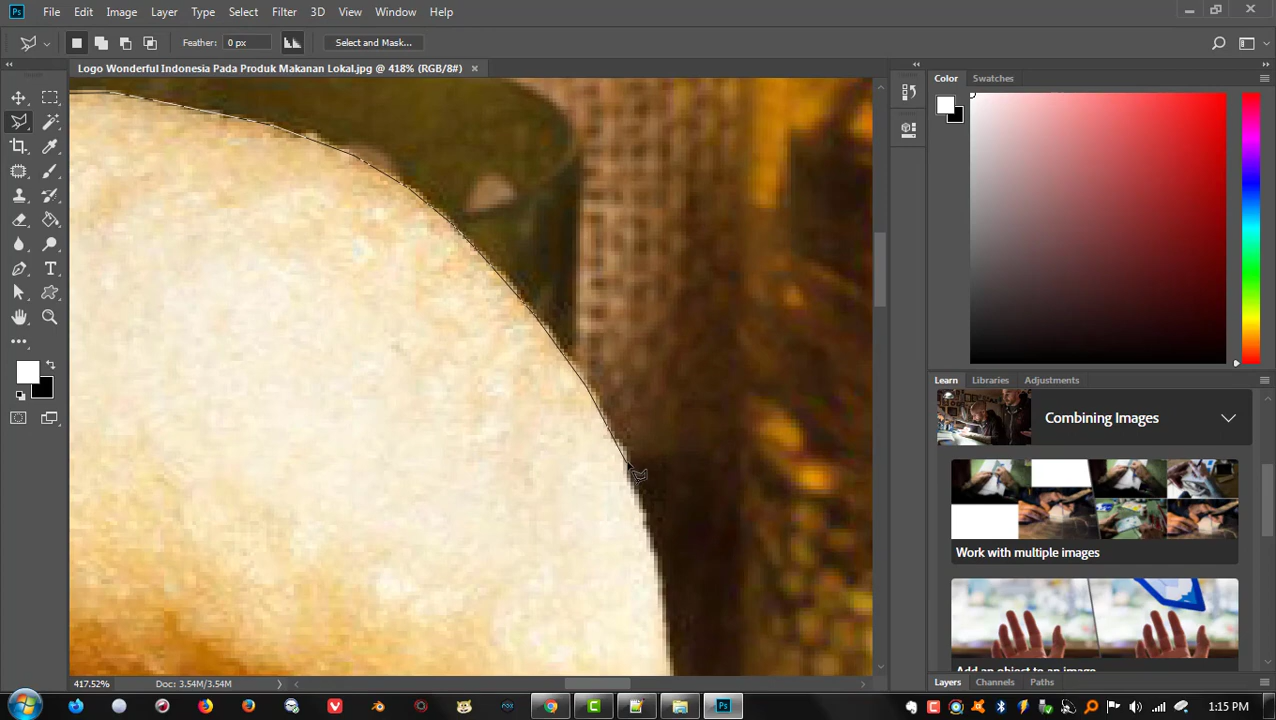 Ps File Edit Image Layer Type Select Filter 3D View Window Help
Feather: 0 px Select and Mask...
Logo Wonderful Indonesia Pada Produk Makanan Lokal.jpg @ 418% (RGB/8#) ×
Color Swatches
Learn Libraries Adjustments
Combining Images
Work with multiple images
Add an object to an image
417.52% Doc: 3.54M/3.54M
Layers Channels Paths
1:15 PM